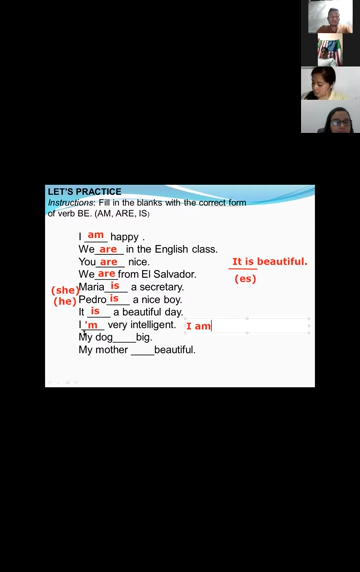 LET'S PRACTICE
Instructions: Fill in the blanks with the correct form
of verb BE. (AM, ARE, IS)
I am happy .
We are in the English class.
You are nice.
It is beautiful.
We are from El Salvador.
(es)
(she) Maria is a secretary.
(he) Pedro is a nice boy.
It is a beautiful day.
I 'm very intelligent. I am
My dog____big.
My mother ____beautiful.